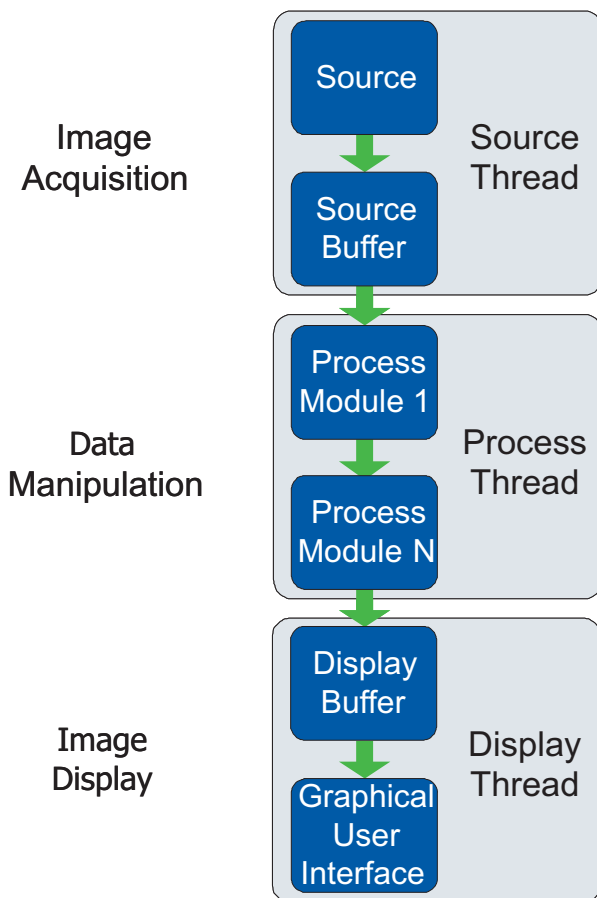 Image
Acquisition
Source
Source
Buffer
Source
Thread
Data
Manipulation
Process
Module 1
Process
Module N
Process
Thread
Image
Display
Display
Buffer
Graphical
User
Interface
Display
Thread